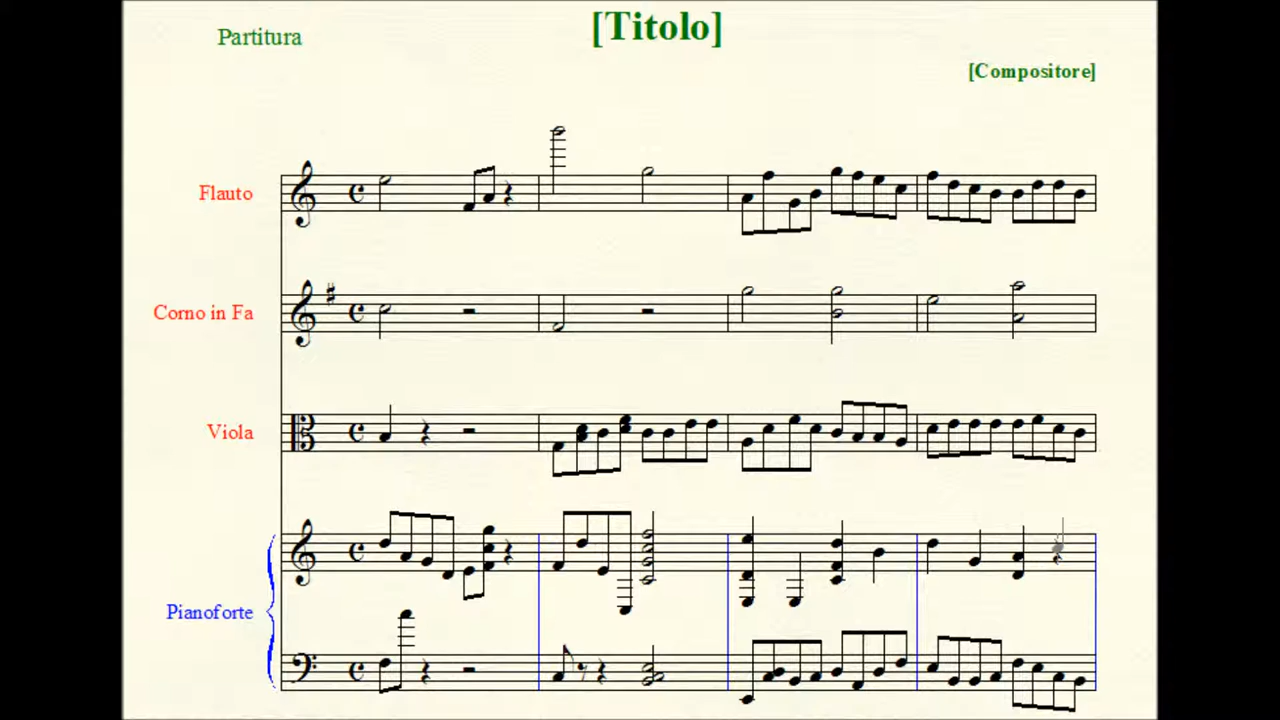 [Titolo]
Partitura
[Compositore]
Flauto
Corno in Fa
Viola
Pianoforte